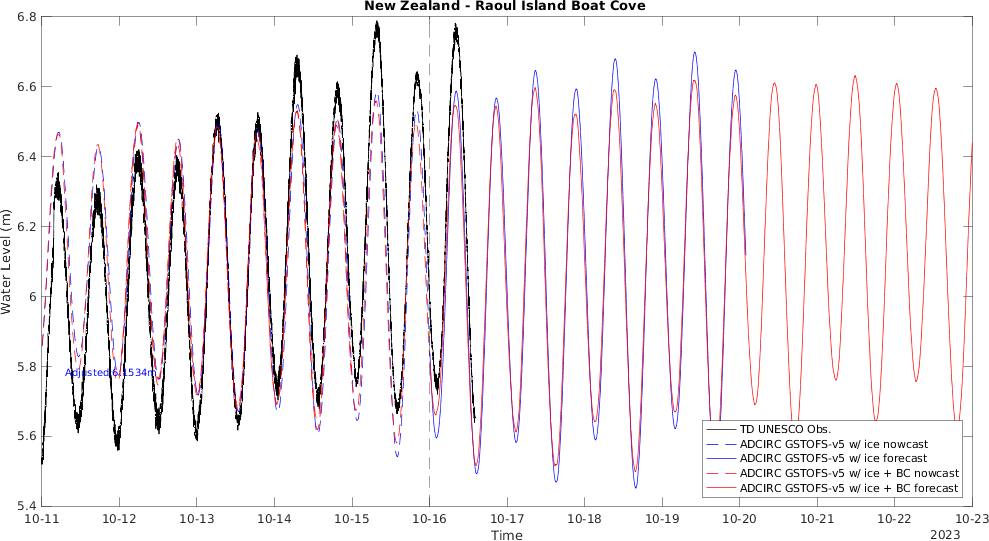 New Zealand - Raoul Island Boat Cove
Water Level (m)
6.8
6.6
6.4
6.2
6
5.8
5.6
5.4
Adjusted 6.1534m
TD UNESCO Obs.
ADCIRC GSTOFS-v5 w/ ice nowcast
ADCIRC GSTOFS-v5 w/ ice forecast
ADCIRC GSTOFS-v5 w/ ice + BC nowcast
ADCIRC GSTOFS-v5 w/ ice + BC forecast
10-11 10-12 10-13 10-14 10-15 10-16 10-17 10-18 10-19 10-20 10-21 10-22 10-23
Time
2023